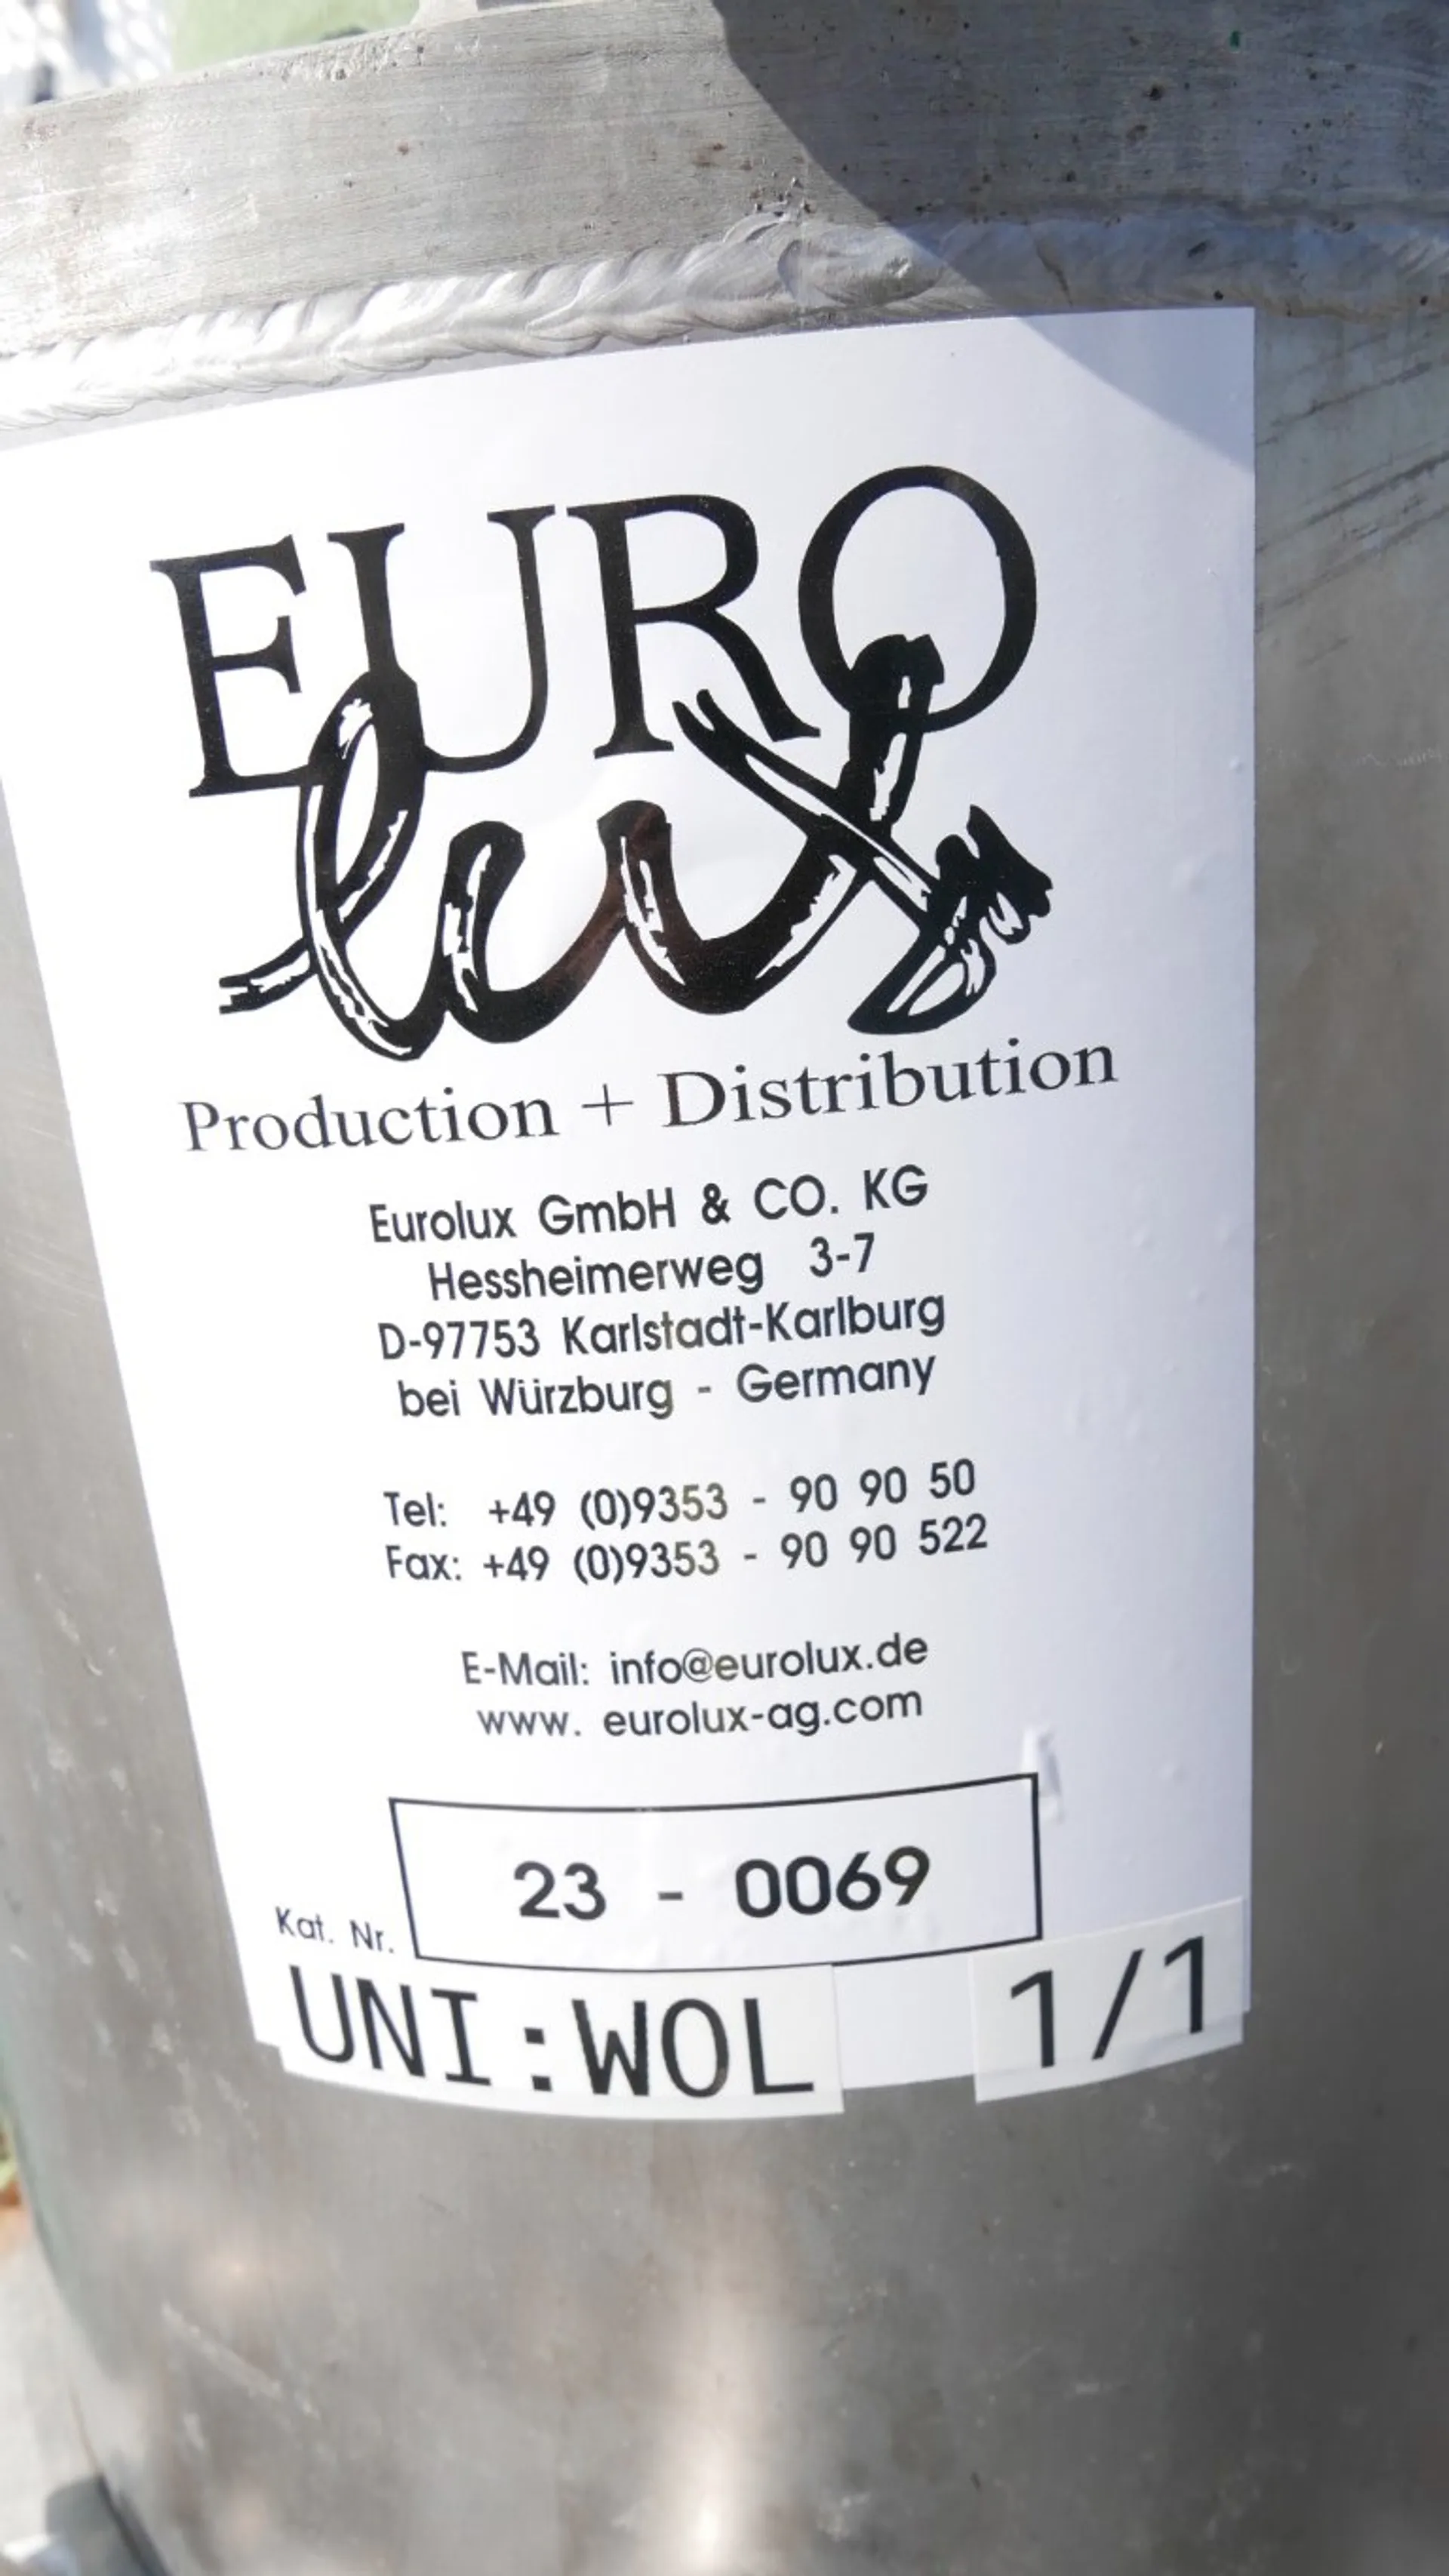 EURO
lux
Production + Distribution
Eurolux GmbH & CO. KG
Hessheimerweg 3-7
D-97753 Karlstadt-Karlburg
bei Würzburg - Germany
Tel: +49 (0)9353 - 90 90 50
Fax: +49 (0)9353 - 90 90 522
E-Mail: info@eurolux.de
www. eurolux-ag.com
Kat. Nr. 23 - 0069
UNI:WOL 1/1